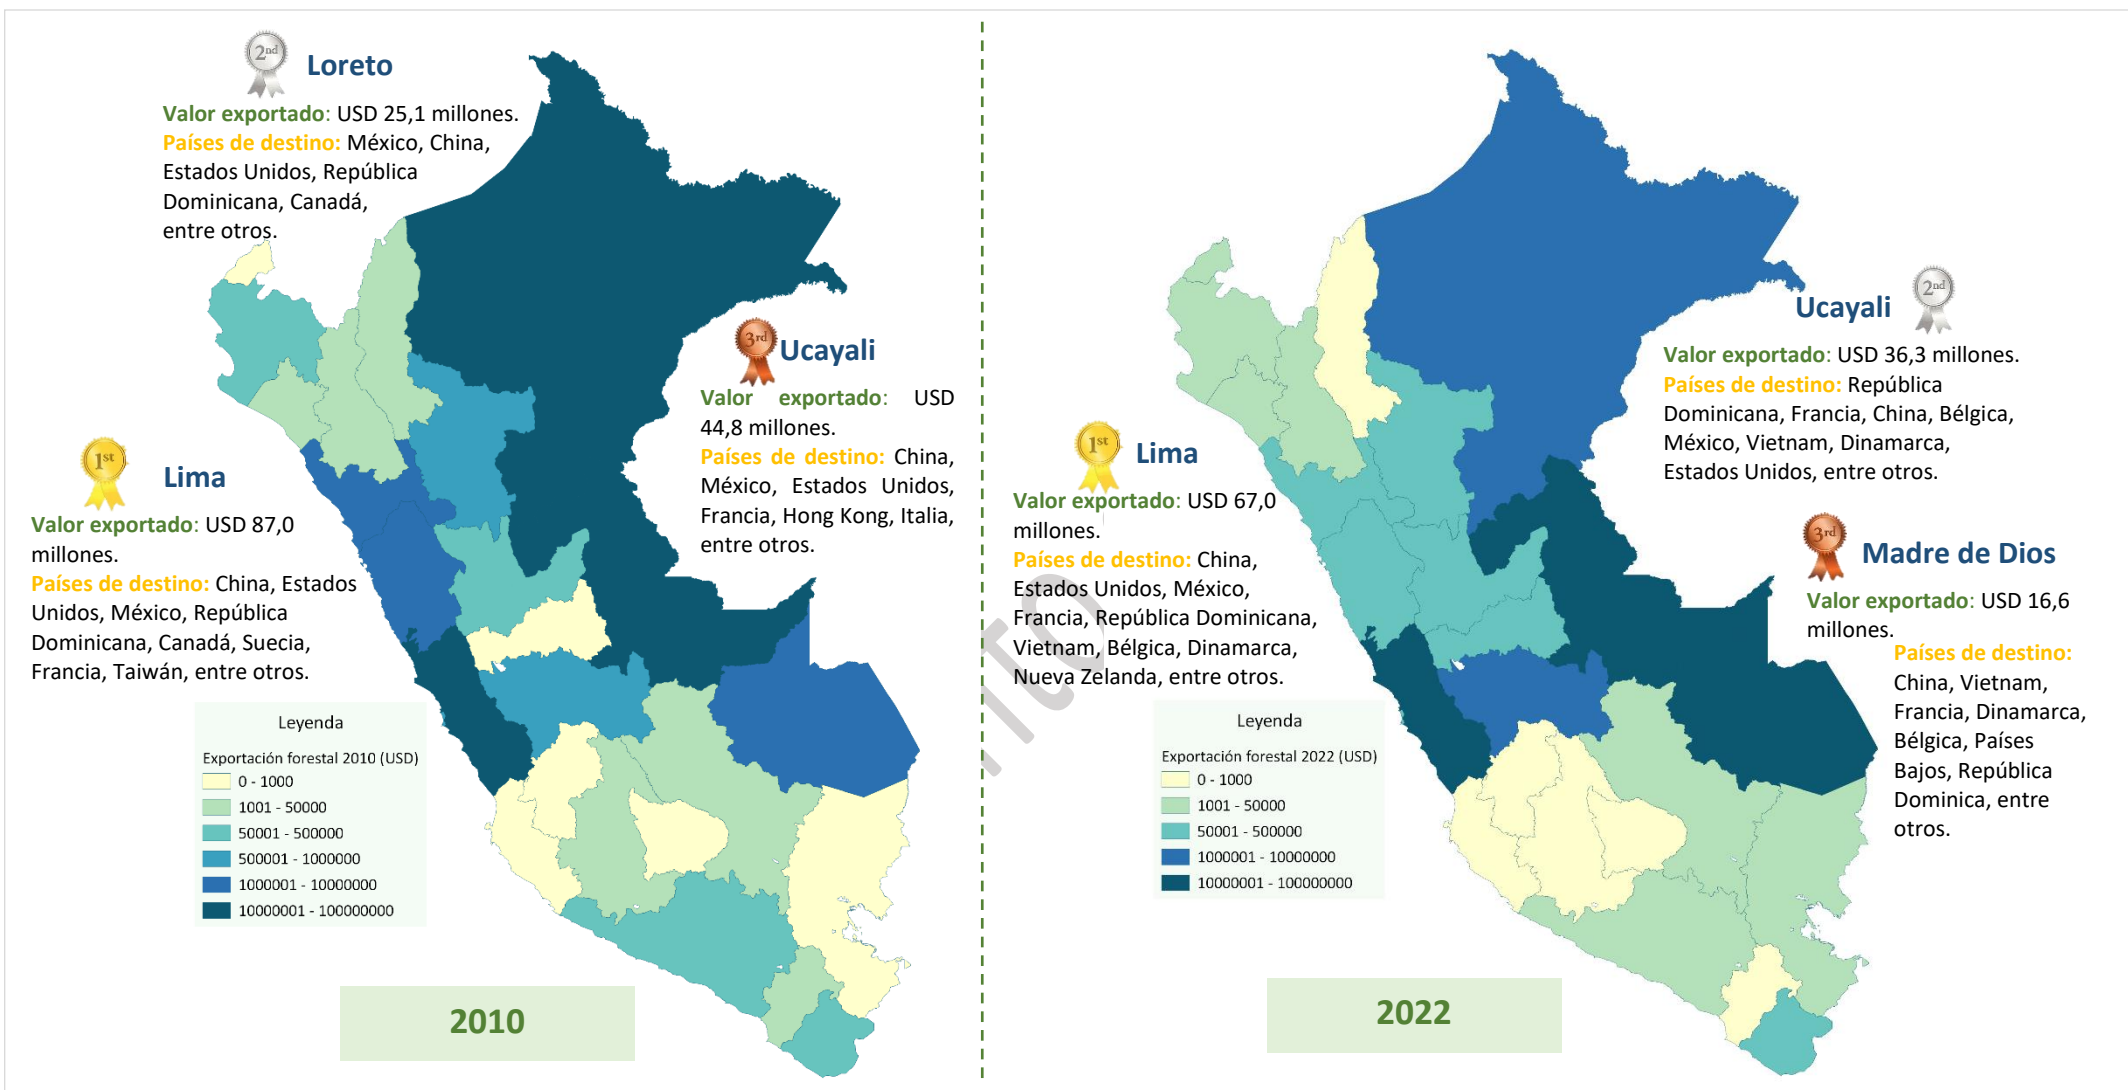 2nd
Loreto
Valor exportado: USD 25,1 millones.
Países de destino: México, China,
Estados Unidos, República
Dominicana, Canadá,
entre otros.
3rd
Ucayali
Valor exportado: USD
44,8 millones.
Países de destino: China,
México, Estados Unidos,
Francia, Hong Kong, Italia,
entre otros.
1st
Lima
Valor exportado: USD 87,0
millones.
Países de destino: China, Estados
Unidos, México, República
Dominicana, Canadá, Suecia,
Francia, Taiwán, entre otros.
Leyenda
Exportación forestal 2010 (USD)
0 - 1000
1001 - 50000
50001 - 500000
500001 - 1000000
1000001 - 10000000
10000001 - 100000000
2010
2nd
Ucayali
Valor exportado: USD 36,3 millones.
Países de destino: República
Dominicana, Francia, China, Bélgica,
México, Vietnam, Dinamarca,
Estados Unidos, entre otros.
1st
Lima
Valor exportado: USD 67,0
millones.
Países de destino: China,
Estados Unidos, México,
Francia, República Dominicana,
Vietnam, Bélgica, Dinamarca,
Nueva Zelanda, entre otros.
3rd
Madre de Dios
Valor exportado: USD 16,6
millones.
Países de destino:
China, Vietnam,
Francia, Dinamarca,
Bélgica, Países
Bajos, República
Dominica, entre
otros.
Leyenda
Exportación forestal 2022 (USD)
0 - 1000
1001 - 50000
50001 - 500000
1000001 - 10000000
10000001 - 100000000
2022